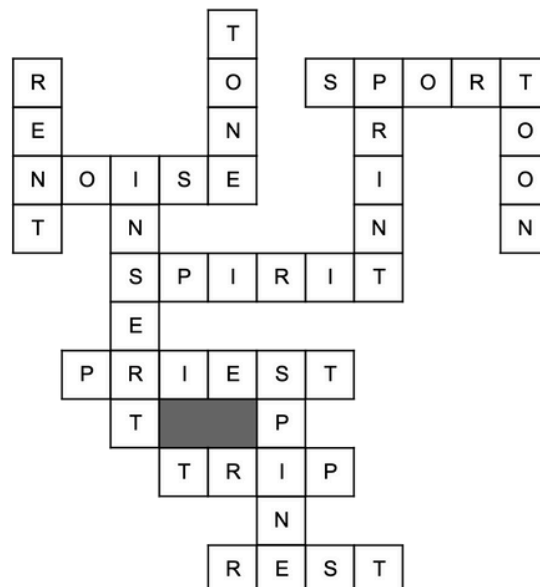 T
R O S P O R T
E N R O
N O I S E I O
T N N N
S P I R I T
E
P R I E S T
T P
T R I P
N
R E S T